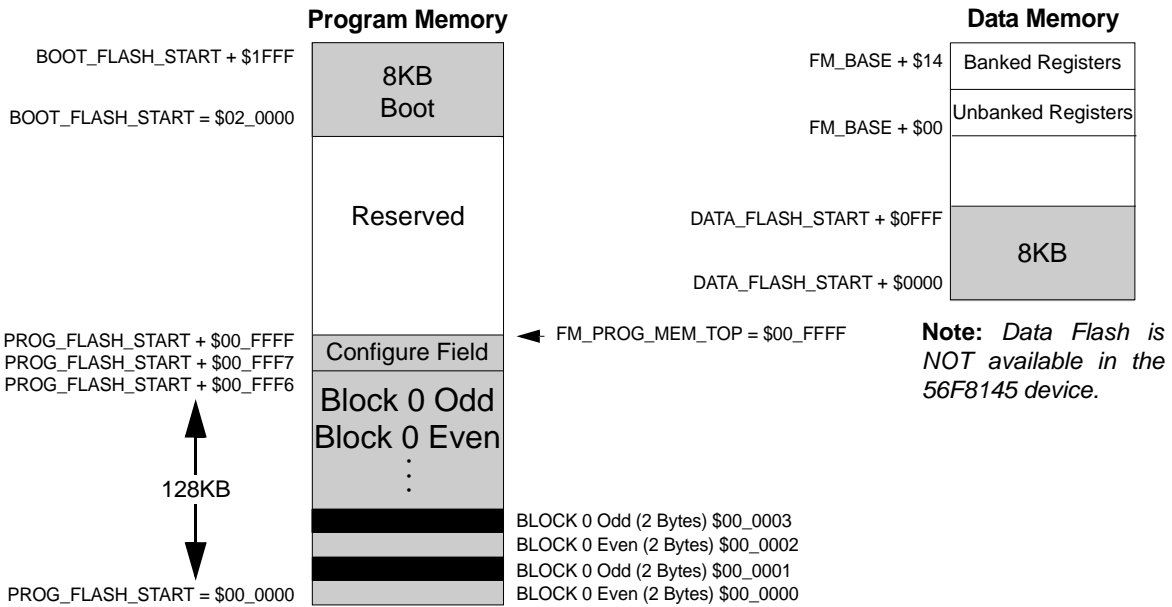 Program Memory
Data Memory
BOOT_FLASH_START + $1FFF
BOOT_FLASH_START = $02_0000
8KB
Boot
Reserved
PROG_FLASH_START + $00_FFFF
PROG_FLASH_START + $00_FFF7
PROG_FLASH_START + $00_FFF6
128KB
PROG_FLASH_START = $00_0000
Configure Field
Block 0 Odd
Block 0 Even
FM_PROG_MEM_TOP = $00_FFFF
BLOCK 0 Odd (2 Bytes) $00_0003
BLOCK 0 Even (2 Bytes) $00_0002
BLOCK 0 Odd (2 Bytes) $00_0001
BLOCK 0 Even (2 Bytes) $00_0000
FM_BASE + $14
FM_BASE + $00
Banked Registers
Unbanked Registers
DATA_FLASH_START + $0FFF
DATA_FLASH_START + $0000
8KB
Note: Data Flash is
NOT available in the
56F8145 device.